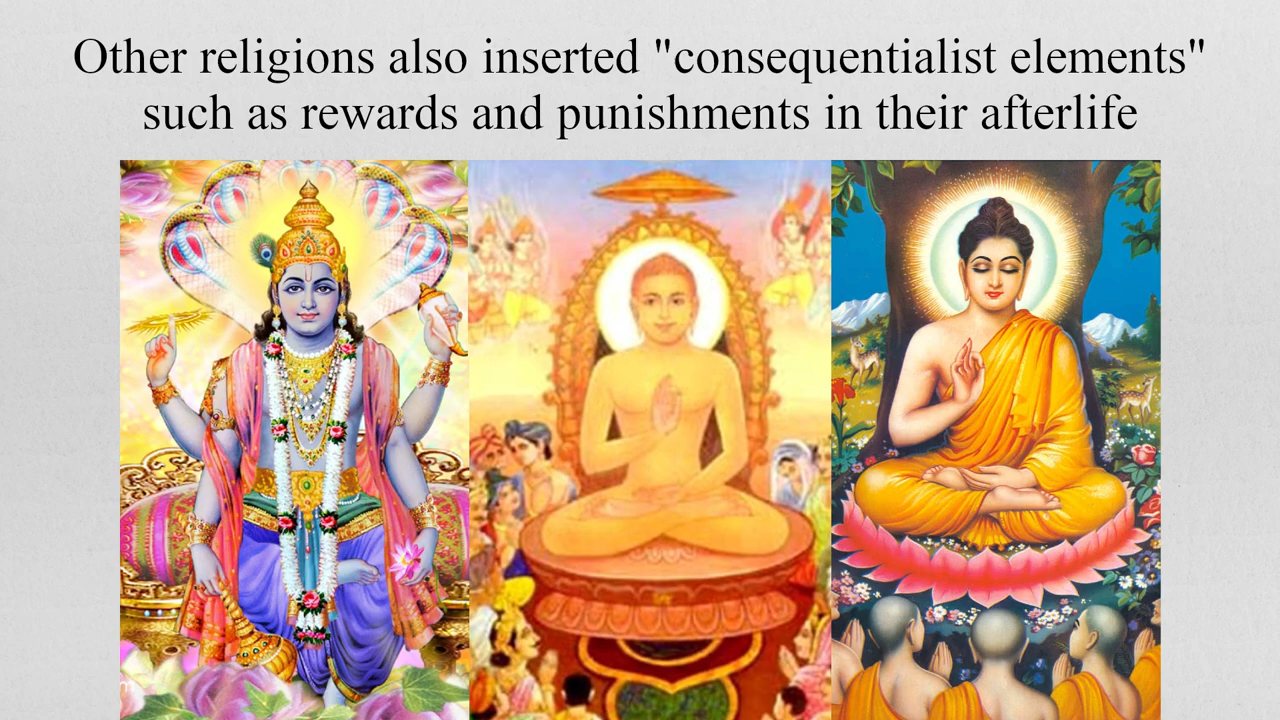 Other religions also inserted "consequentialist elements"
such as rewards and punishments in their afterlife